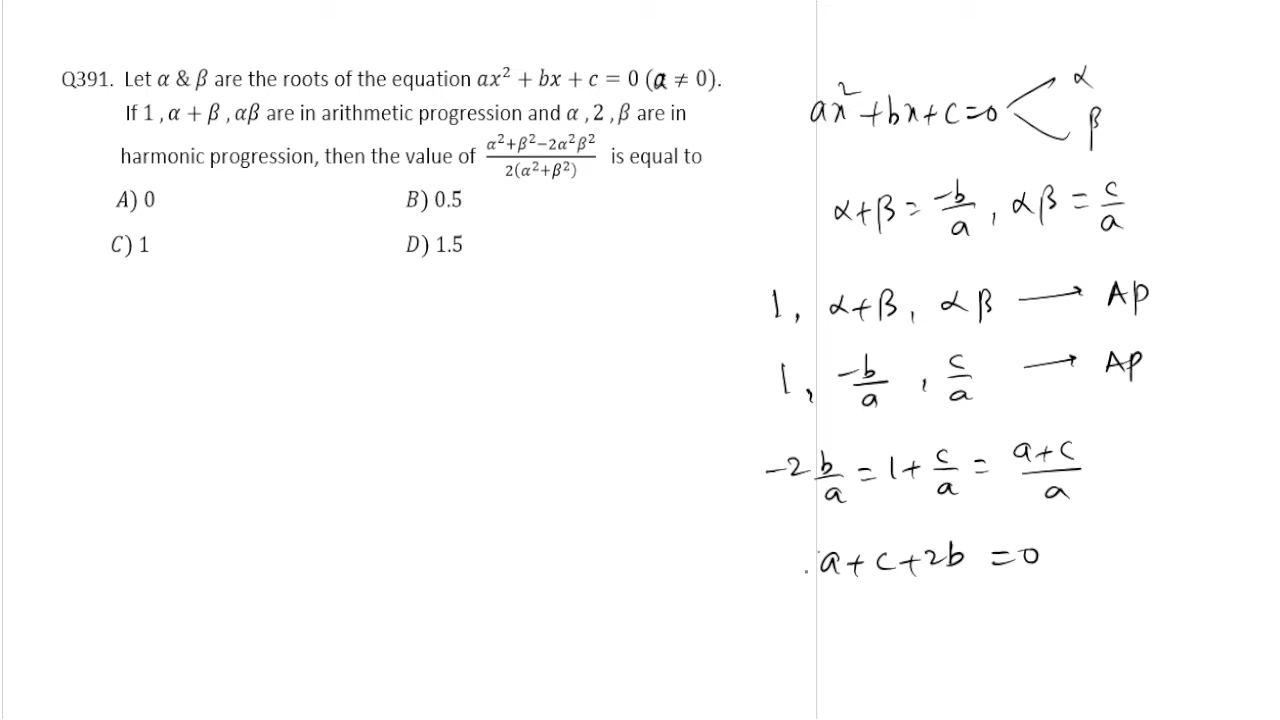 Q391. Let α & β are the roots of the equation ax² + bx + c = 0 (a ≠ 0).
If 1 , α + β , αβ are in arithmetic progression and α , 2 , β are in
harmonic progression, then the value of (α²+β²−2α²β²)/(2(α²+β²)) is equal to
A) 0 B) 0.5
C) 1 D) 1.5
ax²+bx+c=0 < α β
α+β = -b/a , αβ = c/a
1, α+β, αβ → AP
1, -b/a , c/a → AP
-2b/a = 1+c/a = a+c/a
a+c+2b =0